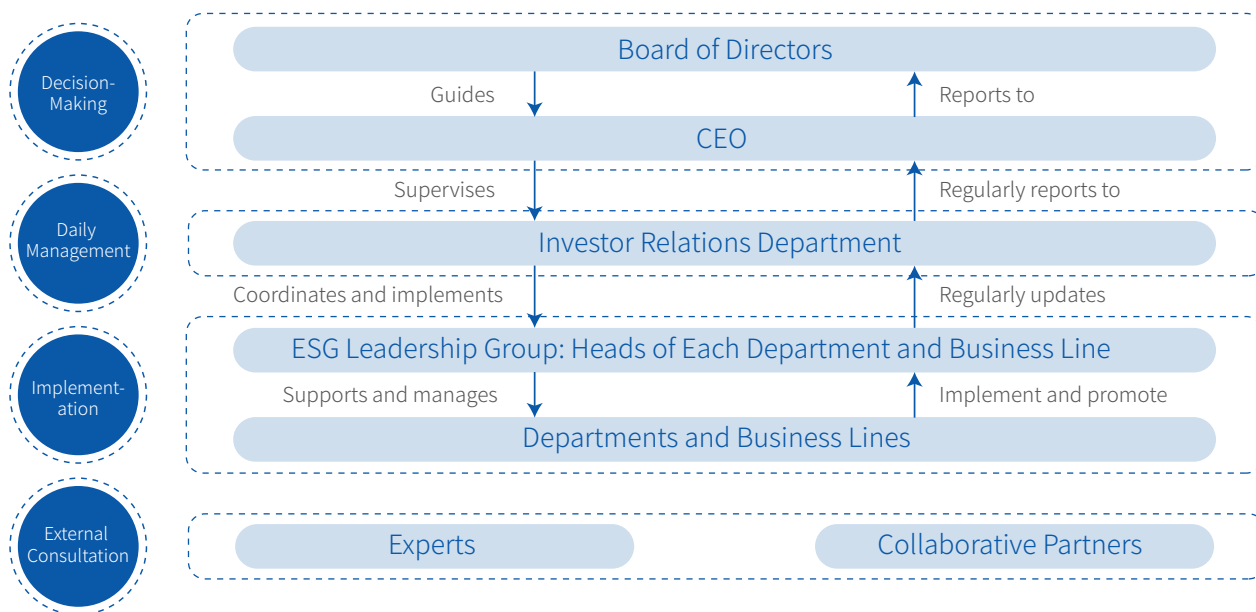 Decision-
Making
Board of Directors
Guides
Reports to
CEO
Supervises
Regularly reports to
Daily
Management
Investor Relations Department
Coordinates and implements
Regularly updates
Implement-
ation
ESG Leadership Group: Heads of Each Department and Business Line
Supports and manages
Implement and promote
Departments and Business Lines
External
Consultation
Experts
Collaborative Partners